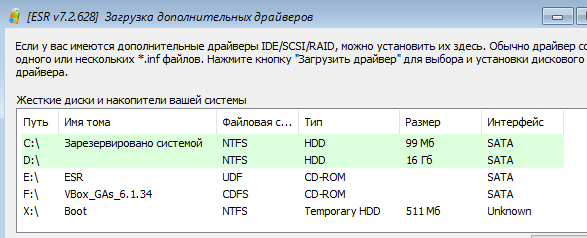 [ESR v7.2.628] Загрузка дополнительных драйверов
Если у вас имеются дополнительные драйверы IDE/SCSI/RAID, можно установить их здесь. Обычно драйвер со
одного или нескольких *.inf файлов. Нажмите кнопку "Загрузить драйвер" для выбора и установки дискового
драйвера.
Жесткие диски и накопители вашей системы
Путь Имя тома Файловая с... Тип Размер Интерфейс
C:\ Зарезервировано системой NTFS HDD 99 Мб SATA
D:\ NTFS HDD 16 Гб SATA
E:\ ESR UDF CD-ROM SATA
F:\ VBox_GAs_6.1.34 CDFS CD-ROM SATA
X:\ Boot NTFS Temporary HDD 511 Мб Unknown